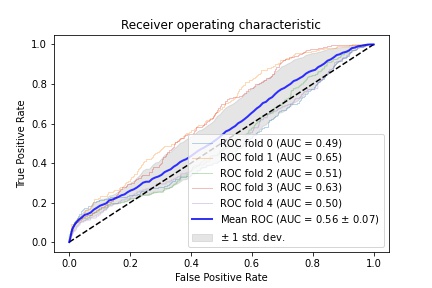 Receiver operating characteristic
True Positive Rate
1.0
0.8
0.6
0.4
0.2
0.0
ROC fold 0 (AUC = 0.49)
ROC fold 1 (AUC = 0.65)
ROC fold 2 (AUC = 0.51)
ROC fold 3 (AUC = 0.63)
ROC fold 4 (AUC = 0.50)
Mean ROC (AUC = 0.56 ± 0.07)
± 1 std. dev.
0.0 0.2 0.4 0.6 0.8 1.0
False Positive Rate